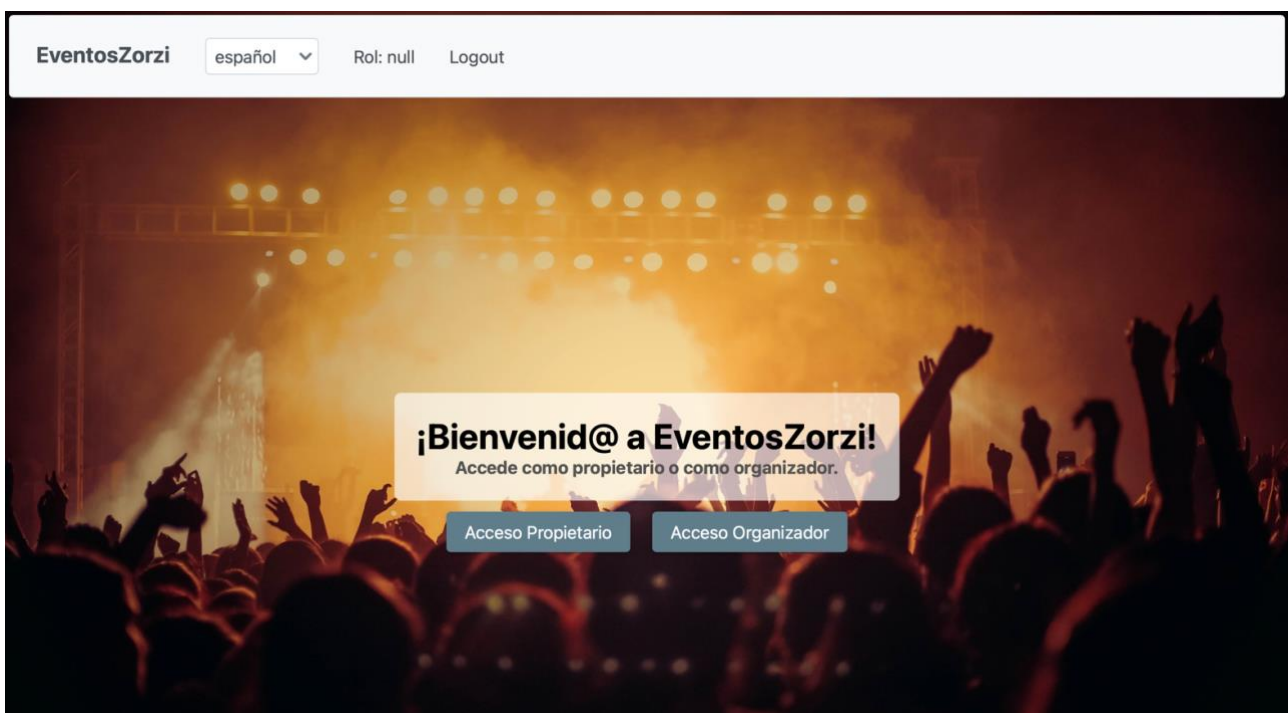 EventosZorzi español Rol: null Logout
¡Bienvenid@ a EventosZorzi!
Accede como propietario o como organizador.
Acceso Propietario Acceso Organizador